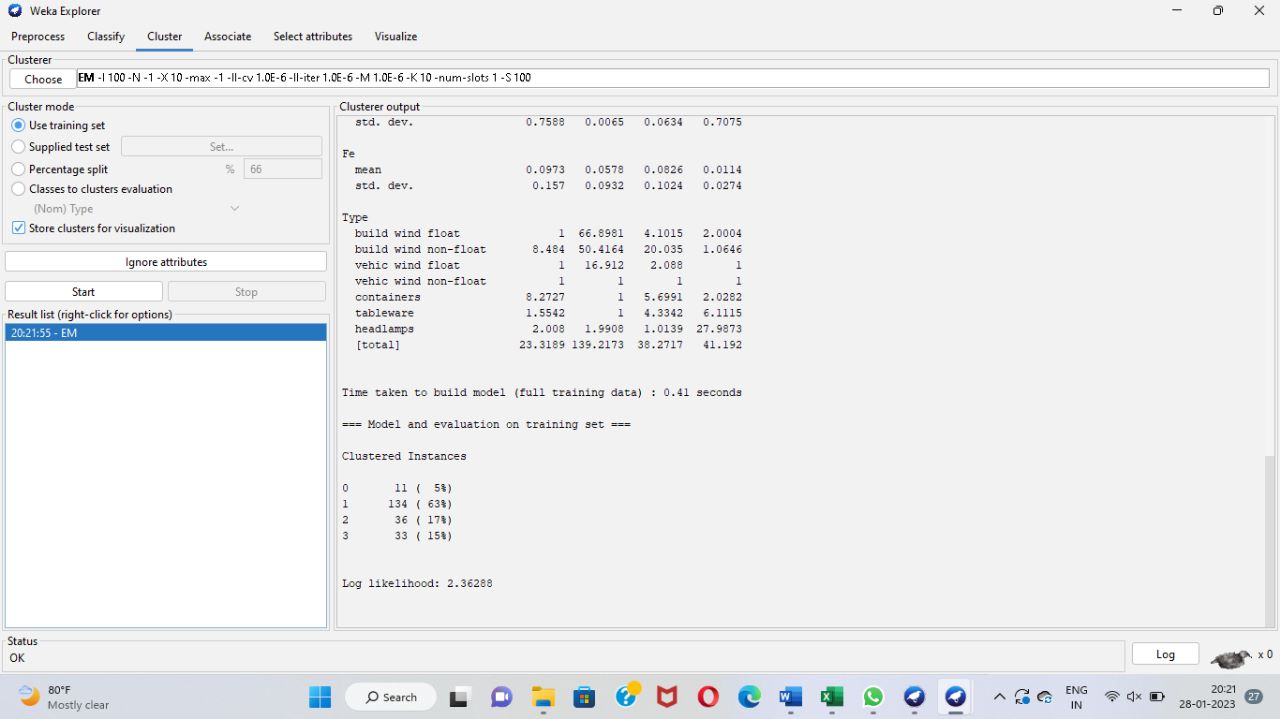 Weka Explorer
Preprocess Classify Cluster Associate Select attributes Visualize
Clusterer
Choose EM -I 100 -N -1 -X 10 -max -1 -ll-cv 1.0E-6 -ll-iter 1.0E-6 -M 1.0E-6 -K 10 -num-slots 1 -S 100
Cluster mode
Use training set
Supplied test set Set...
Percentage split % 66
Classes to clusters evaluation
(Nom) Type
Store clusters for visualization
Ignore attributes
Start Stop
Result list (right-click for options)
20:21:55 - EM
Clusterer output
std. dev. 0.7588 0.0065 0.0634 0.7075
Fe
mean 0.0973 0.0578 0.0826 0.0114
std. dev. 0.157 0.0932 0.1024 0.0274
Type
build wind float 1 66.8981 4.1015 2.0004
build wind non-float 8.484 50.4164 20.035 1.0646
vehic wind float 1 16.912 2.088 1
vehic wind non-float 1 1 1 1
containers 8.2727 1 5.6991 2.0282
tableware 1.5542 1 4.3342 6.1115
headlamps 2.008 1.9908 1.0139 27.9873
[total] 23.3189 139.2173 38.2717 41.192
Time taken to build model (full training data) : 0.41 seconds
=== Model and evaluation on training set ===
Clustered Instances
0 11 ( 5%)
1 134 ( 63%)
2 36 ( 17%)
3 33 ( 15%)
Log likelihood: 2.36288
Status
OK
Log x 0
80°F
Mostly clear
Search
ENG
IN
20:21
28-01-2023
27